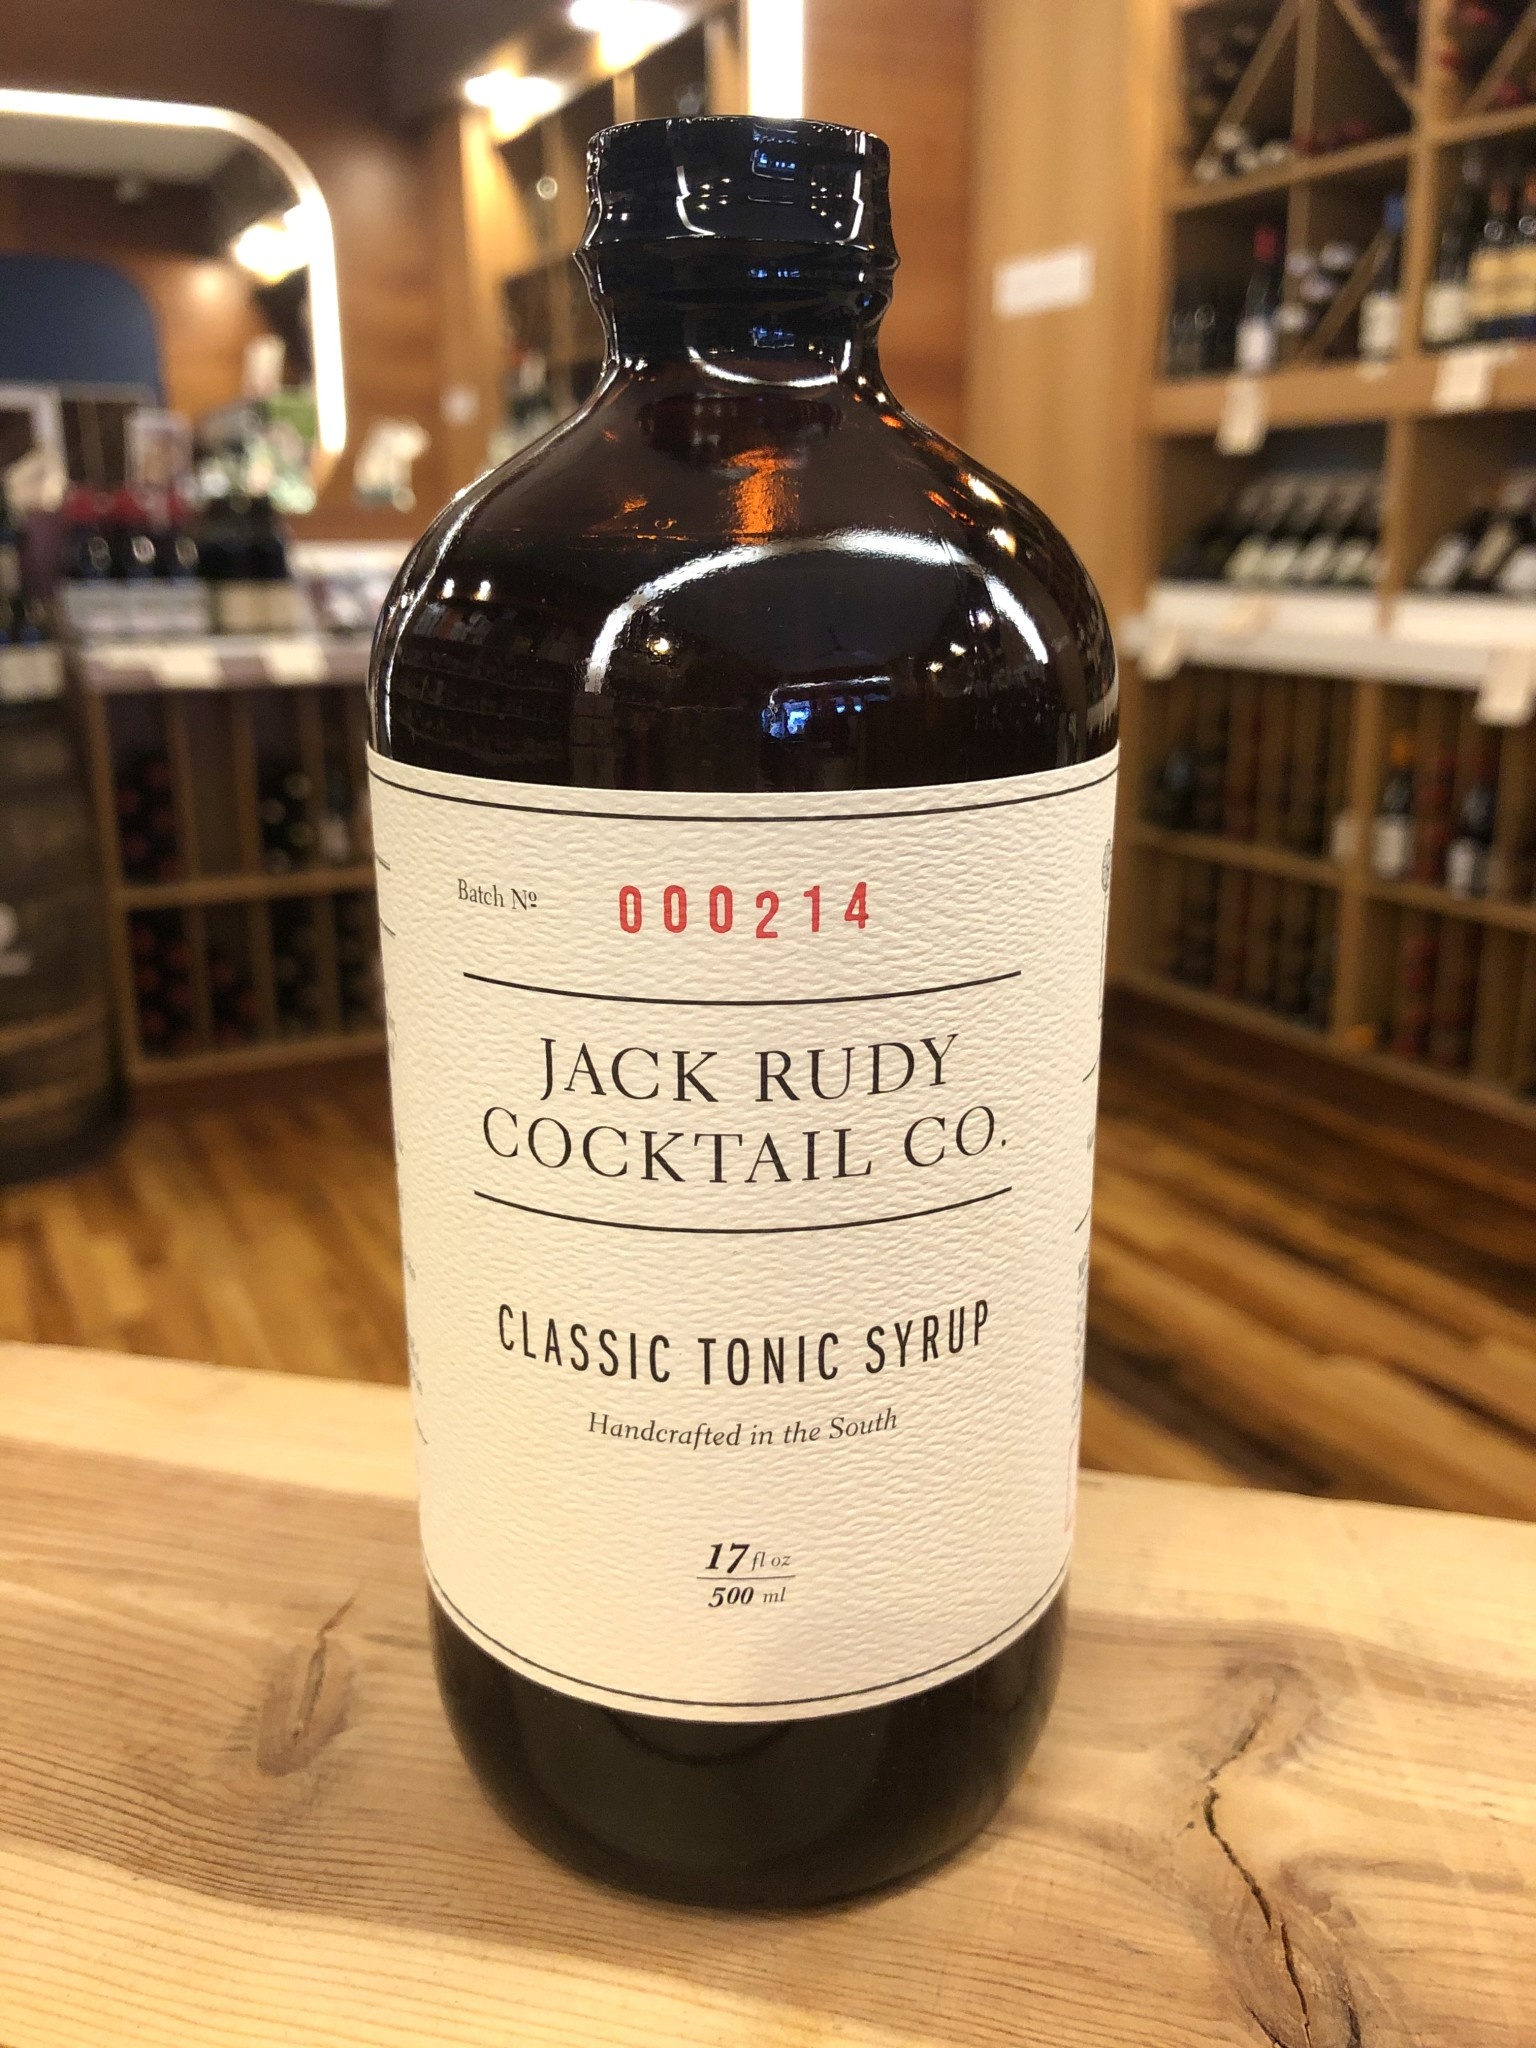 Batch Nº 000214
JACK RUDY
COCKTAIL CO.
CLASSIC TONIC SYRUP
Handcrafted in the South
17 fl oz
500 ml